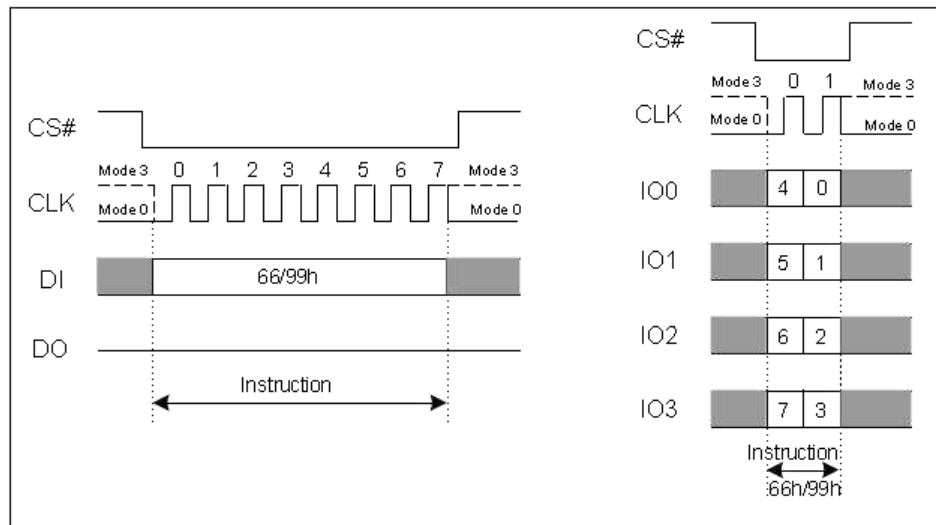 CS#
Mode 3 0 1 2 3 4 5 6 7 Mode 3
CLK
Mode 0 Mode 0
DI 66/99h
DO
Instruction
CS#
Mode 3 0 1 Mode 3
CLK
Mode 0 Mode 0
IO0 4 0
IO1 5 1
IO2 6 2
IO3 7 3
Instruction
66h/99h